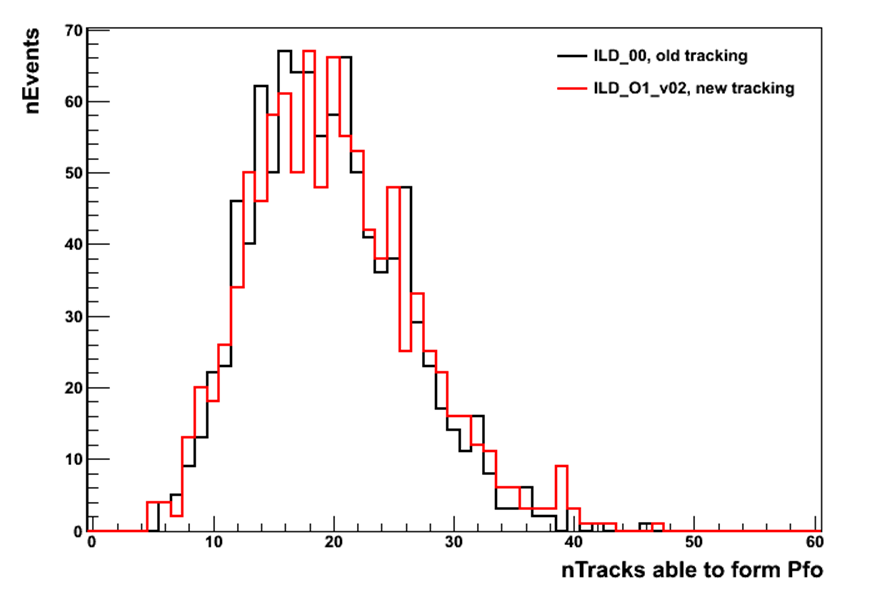 nEvents
70
60
50
40
30
20
10
0
ILD_00, old tracking
ILD_O1_v02, new tracking
0 10 20 30 40 50 60
nTracks able to form Pfo